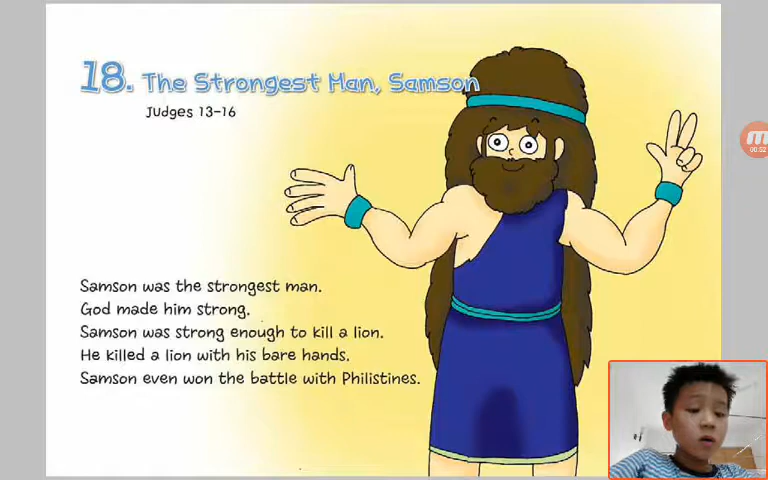 18. The Strongest Man, Samson
Judges 13-16
Samson was the strongest man.
God made him strong.
Samson was strong enough to kill a lion.
He killed a lion with his bare hands.
Samson even won the battle with Philistines.
m
00:52